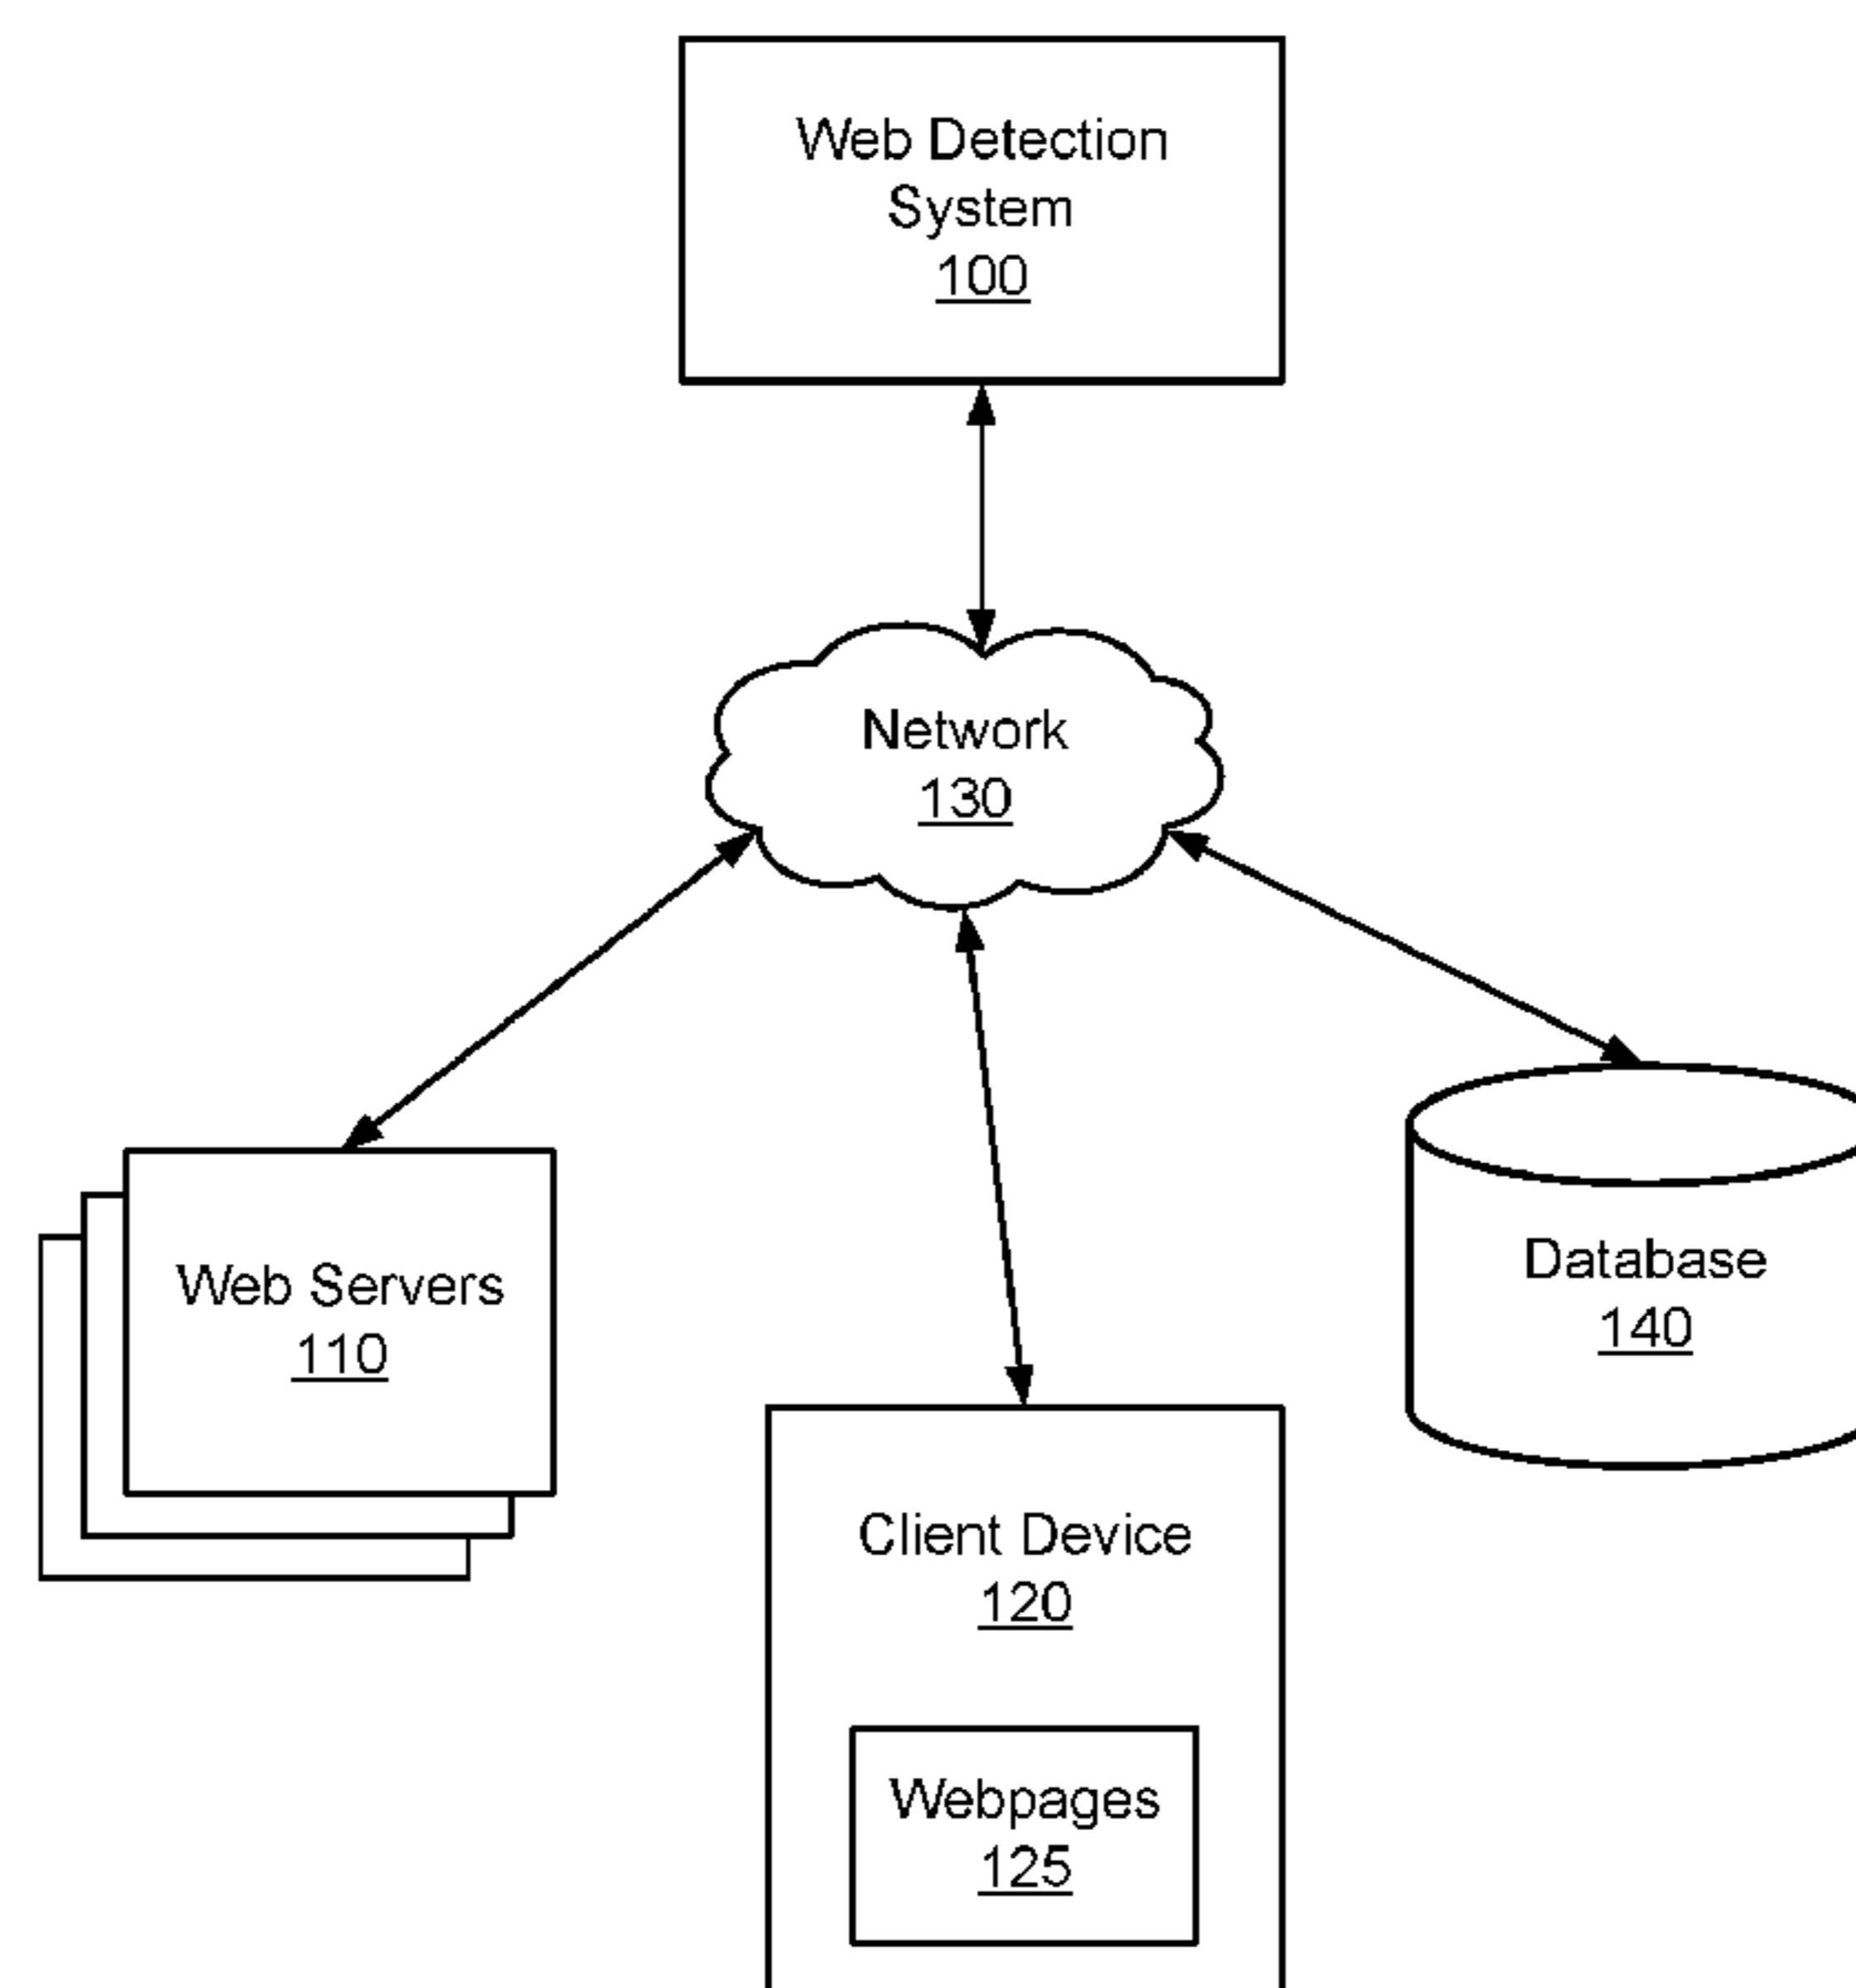 Web Detection
System
100
Network
130
Web Servers
110
Database
140
Client Device
120
Webpages
125